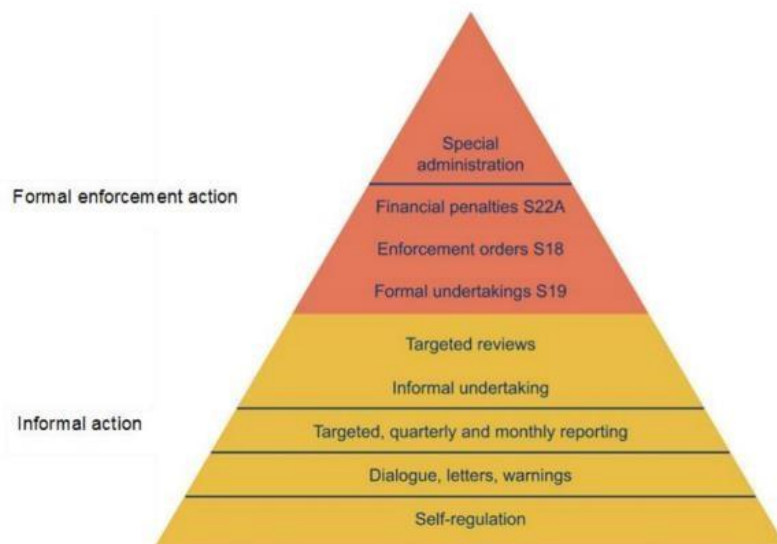 Special
administration
Formal enforcement action
Financial penalties S22A
Enforcement orders S18
Formal undertakings S19
Targeted reviews
Informal undertaking
Informal action
Targeted, quarterly and monthly reporting
Dialogue, letters, warnings
Self-regulation